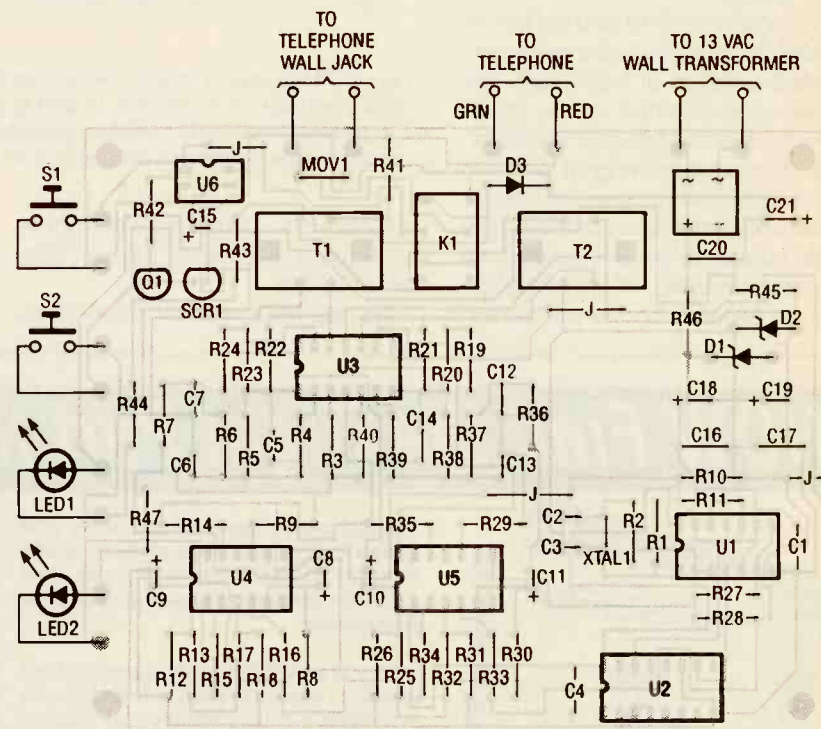 TO
TELEPHONE
WALL JACK
TO
TELEPHONE
TO 13 VAC
WALL TRANSFORMER
GRN
RED
J
MOV1
R41
D3
S1
U6
~ ~
R42
C15
C21
+
+
R43
T1
K1
T2
+ −
C20
Q1
SCR1
J
R45
S2
R46
D2
D1
R24
R22
U3
R21
R19
R23
R20
C12
R44
C7
C14
R36
+
C18
+
C19
R7
R6
C5
R4
R40
R37
R5
R3
R39
R38
C16
C17
C6
C13
R10
J
LED1
J
R11
R47
R14
R9
R35
R29
C2
R2
R1
U1
C1
+
U4
C8
+
U5
C11
C3
XTAL1
C9
+
C10
+
R27
R28
LED2
R13
R17
R16
R26
R34
R31
R30
R12
R15
R18
R8
R25
R32
R33
C4
U2